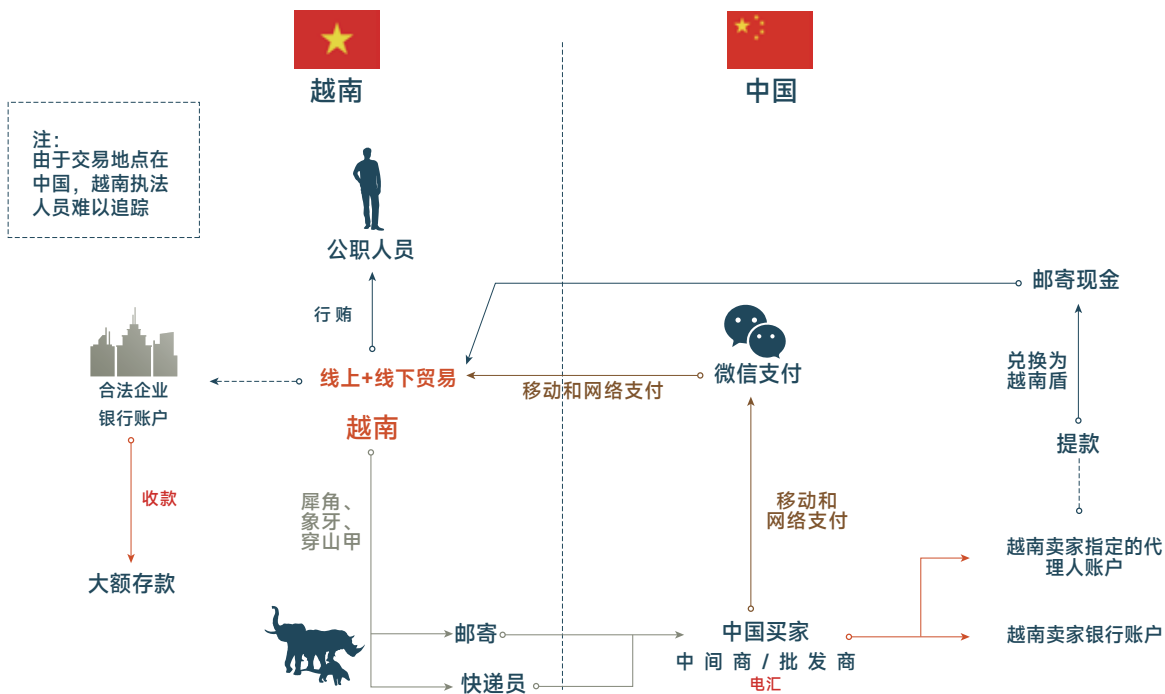 越南
中国
注：
由于交易地点在
中国，越南执法
人员难以追踪
公职人员
行 贿
邮寄现金
兑换为
越南盾
合法企业
银行账户
线上+线下贸易
越南
移动和网络支付
微信支付
提款
收款
犀角、
象牙、
穿山甲
移动和
网络支付
大额存款
越南卖家指定的代
理人账户
邮寄
快递员
中国买家
中 间 商 / 批 发 商
电汇
越南卖家银行账户